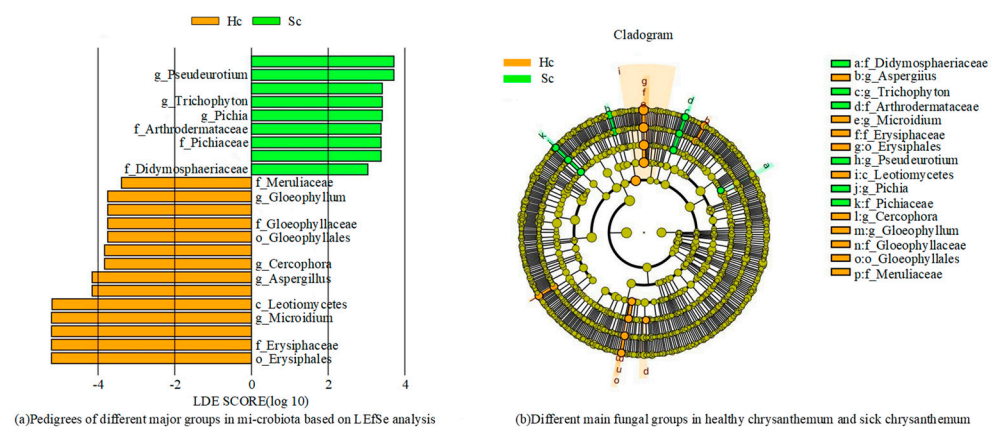 Hc Sc
g_Pseudeurotium
g_Trichophyton
g_Pichia
f_Arthrodermataceae
f_Pichiaceae
f_Didymosphaeriaceae
f_Meruliaceae
g_Gloeophyllum
f_Gloeophyllaceae
o_Gloeophyllales
g_Cercophora
g_Aspergillus
c_Leotiomycetes
g_Microidium
f_Erysiphaceae
o_Erysiphales
-4 -2 0 2 4
LDE SCORE(log 10)
(a)Pedigrees of different major groups in mi-crobiota based on LEfSe analysis
Cladogram
Hc
Sc
i
g
f
e
d
b
k
a
o
n
p
a:f_Didymosphaeriaceae
b:g_Aspergiius
c:g_Trichophyton
d:f_Arthrodermataceae
e:g_Microidium
f:f_Erysiphaceae
g:o_Erysiphales
h:g_Pseudeurotium
i:c_Leotiomycetes
j:g_Pichia
k:f_Pichiaceae
l:g_Cercophora
m:g_Gloeophyllum
n:f_Gloeophyllaceae
o:o_Gloeophyllales
p:f_Meruliaceae
(b)Different main fungal groups in healthy chrysanthemum and sick chrysanthemum